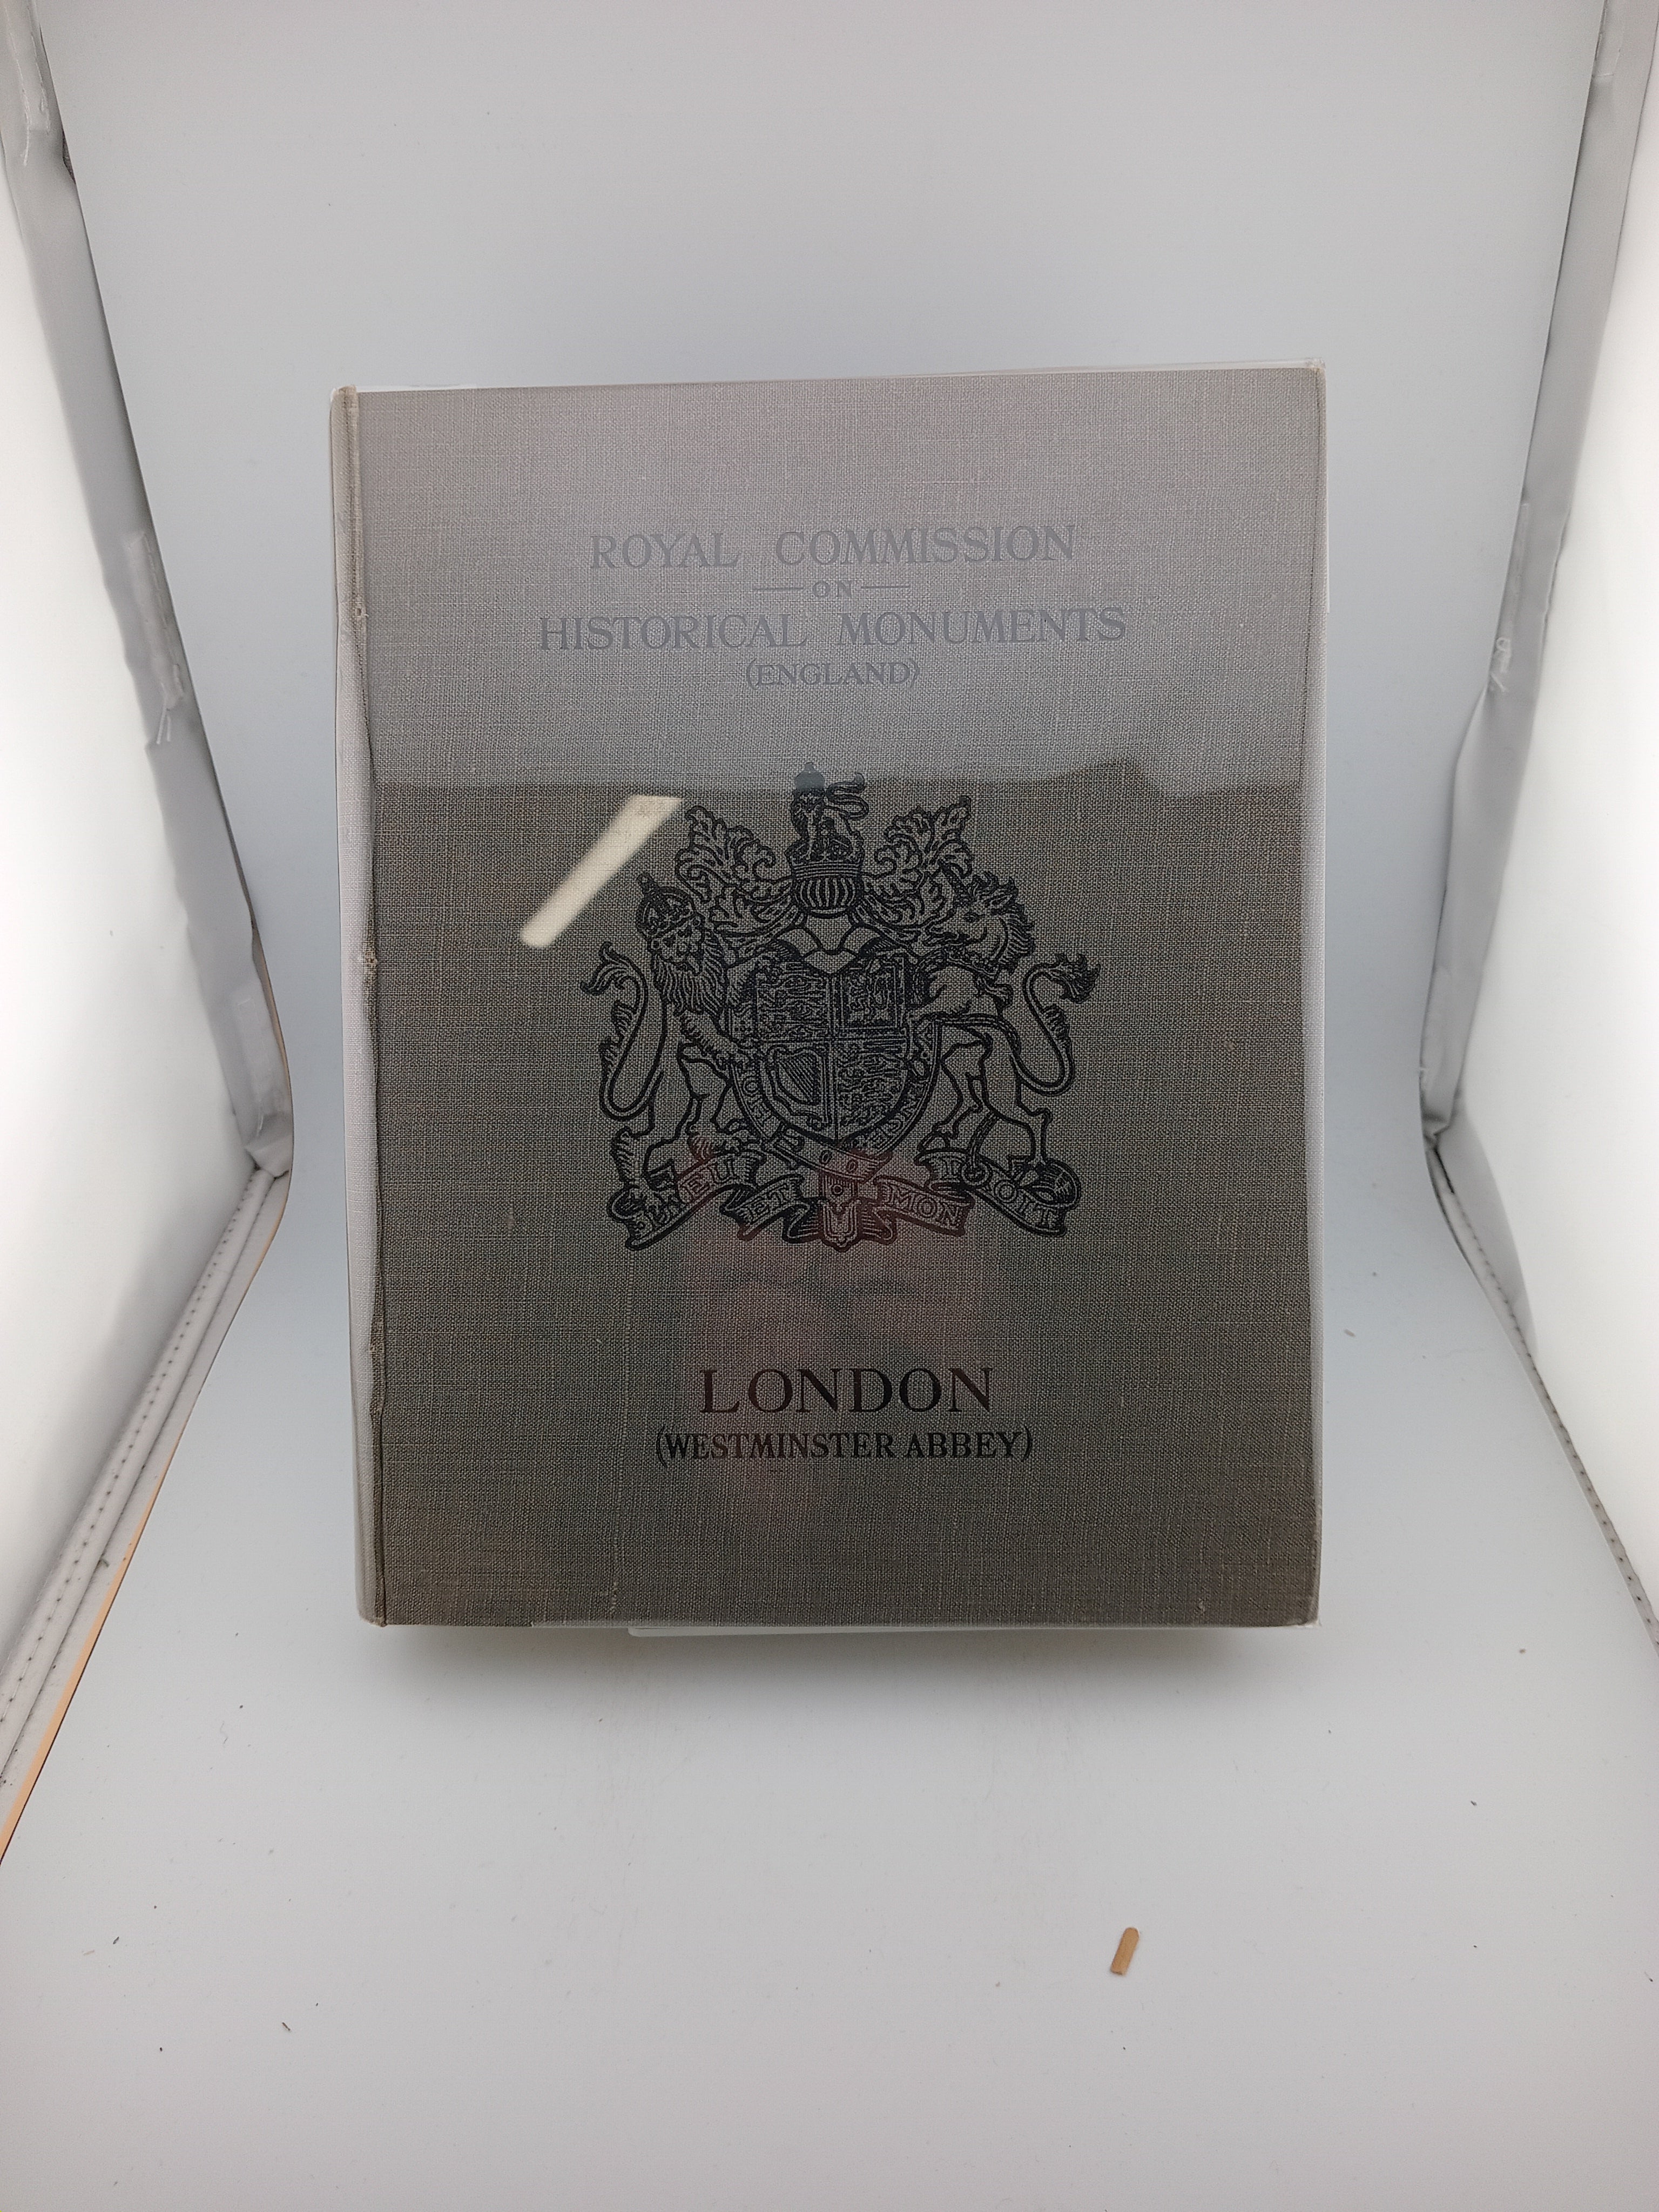 ROYAL COMMISSION
ON
HISTORICAL MONUMENTS
(ENGLAND)
DIEU ET MON DROIT
LONDON
(WESTMINSTER ABBEY)